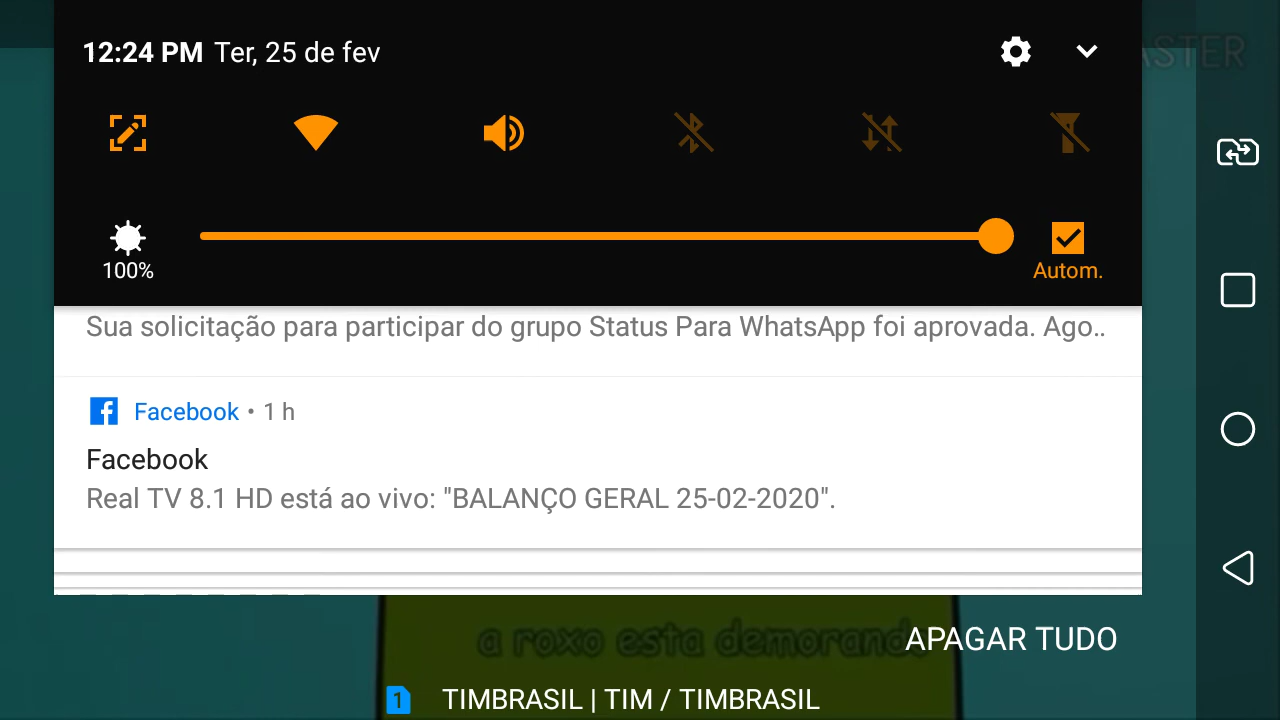 12:24 PM Ter, 25 de fev
ASTER
100%
Autom.
Sua solicitação para participar do grupo Status Para WhatsApp foi aprovada. Ago..
Facebook • 1 h
Facebook
Real TV 8.1 HD está ao vivo: "BALANÇO GERAL 25-02-2020".
a roxo esta demorando
APAGAR TUDO
1 TIMBRASIL | TIM / TIMBRASIL